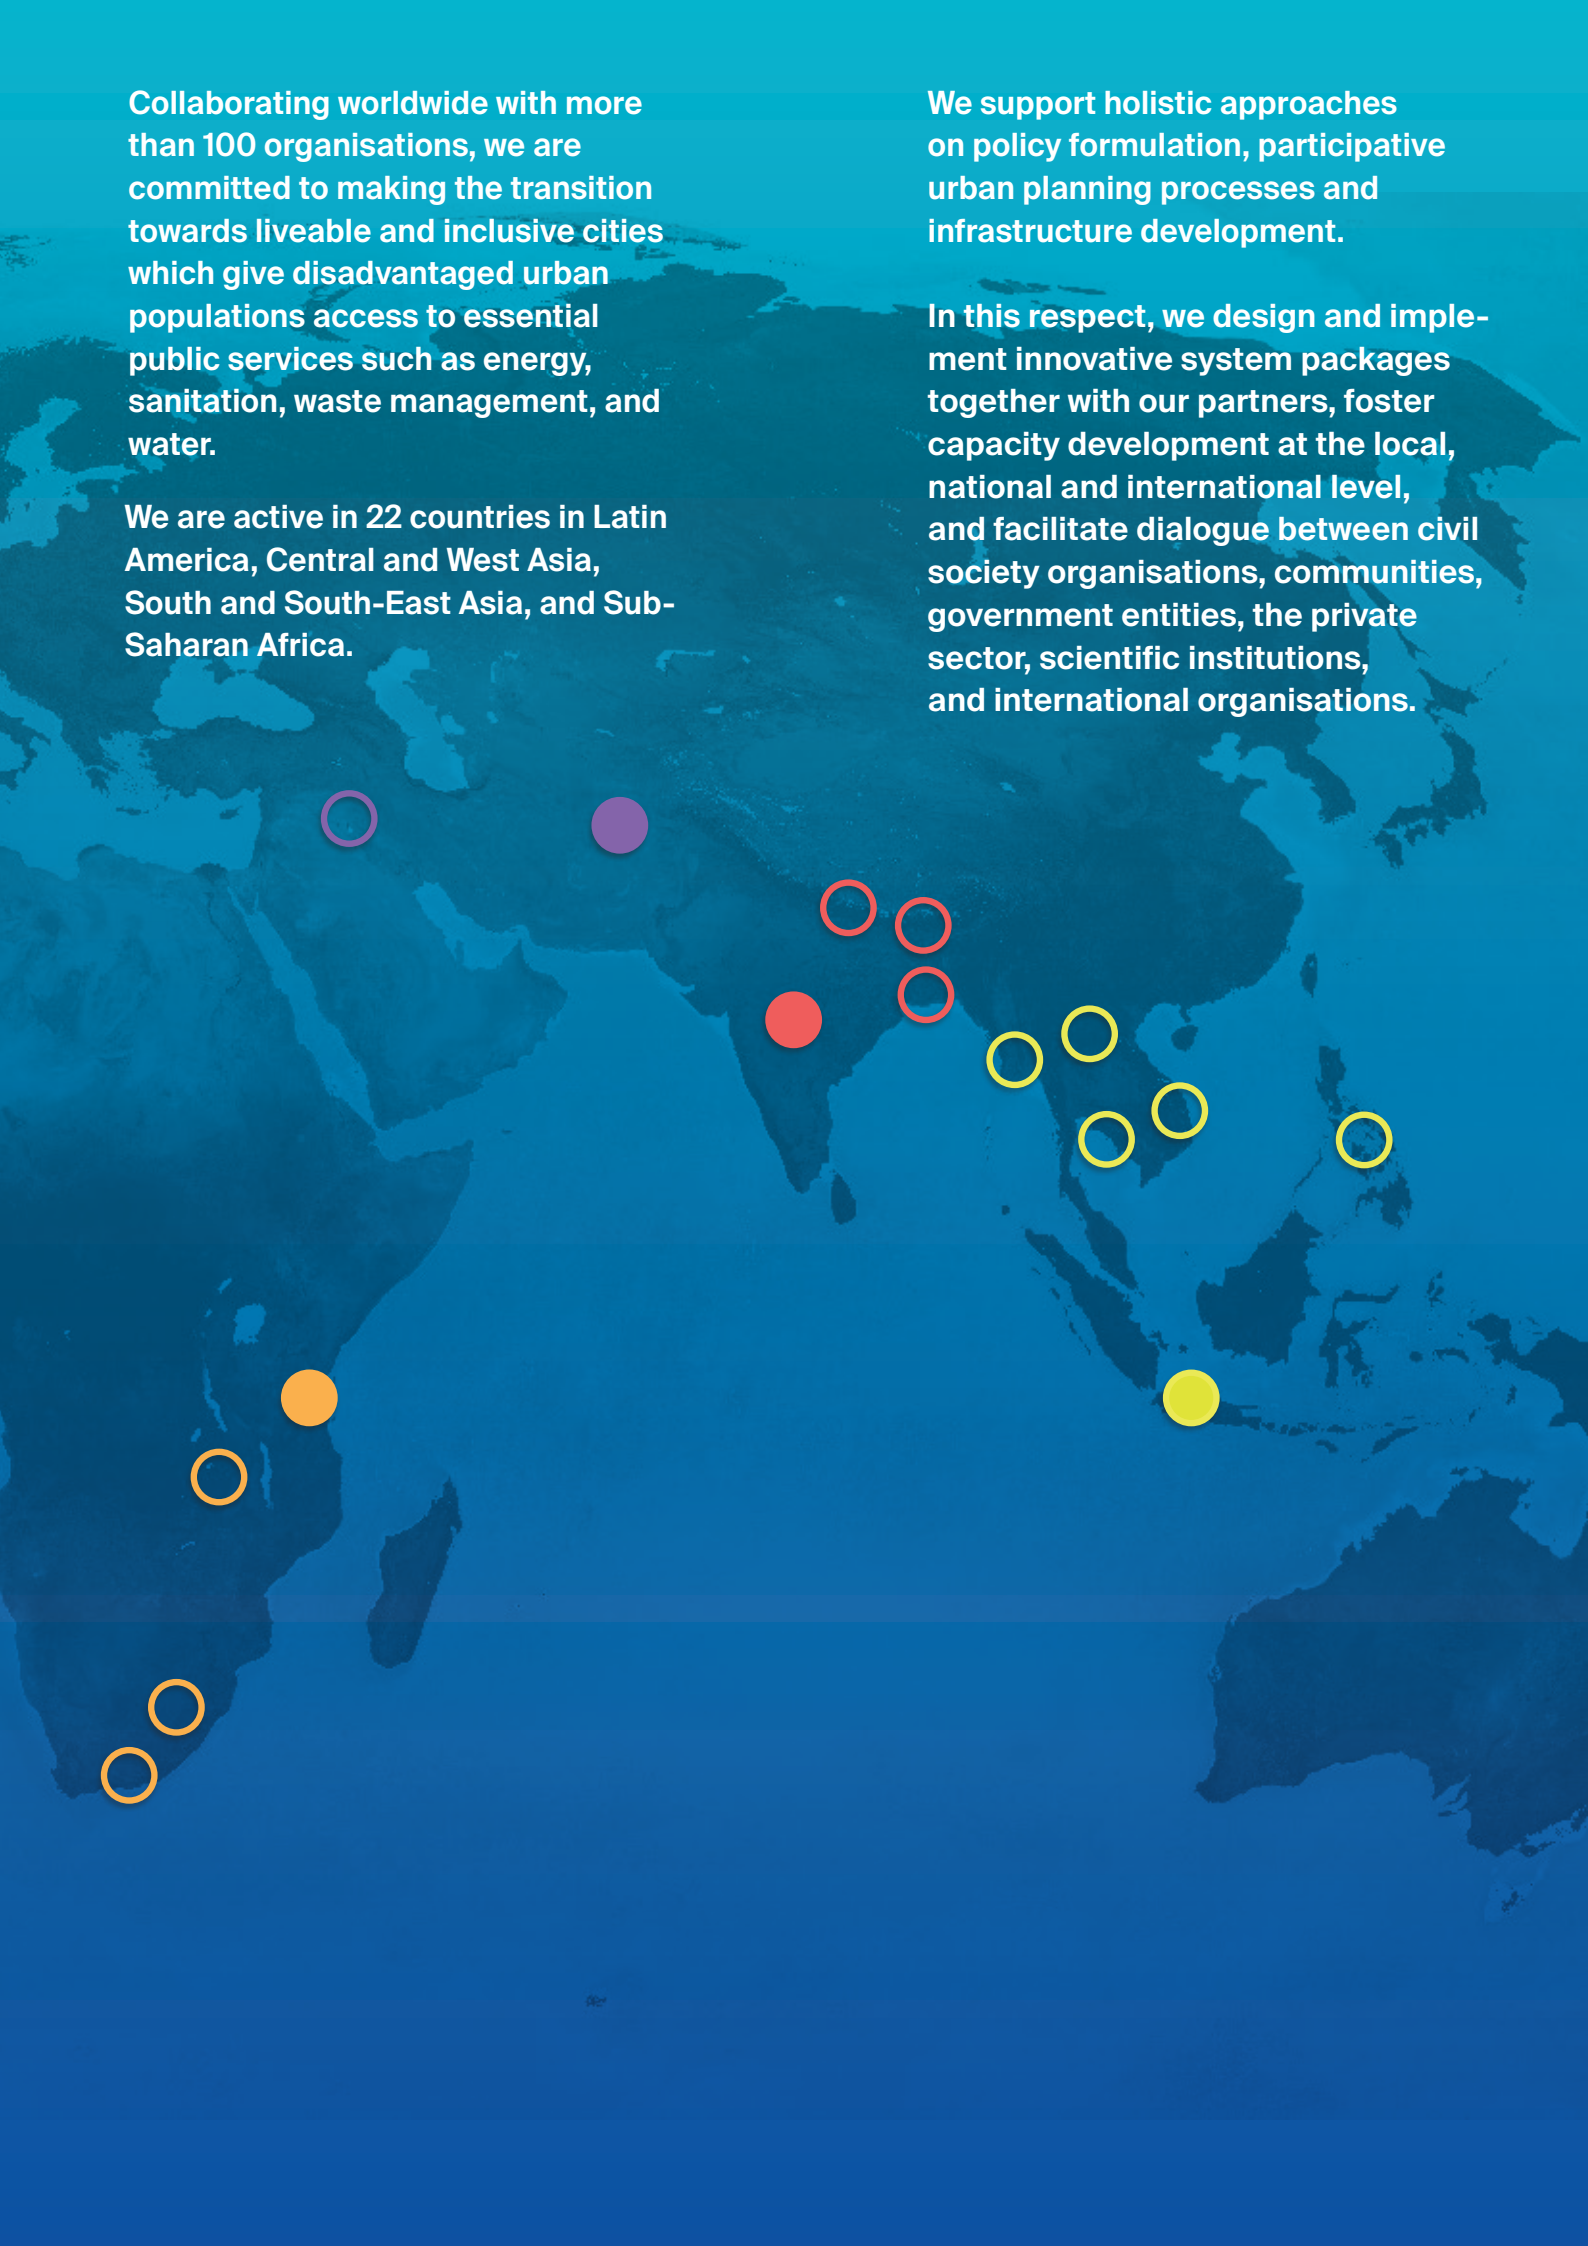 Collaborating worldwide with more
than 100 organisations, we are
committed to making the transition
towards liveable and inclusive cities
which give disadvantaged urban
populations access to essential
public services such as energy,
sanitation, waste management, and
water.
We are active in 22 countries in Latin
America, Central and West Asia,
South and South-East Asia, and Sub-
Saharan Africa.
We support holistic approaches
on policy formulation, participative
urban planning processes and
infrastructure development.
In this respect, we design and imple-
ment innovative system packages
together with our partners, foster
capacity development at the local,
national and international level,
and facilitate dialogue between civil
society organisations, communities,
government entities, the private
sector, scientific institutions,
and international organisations.